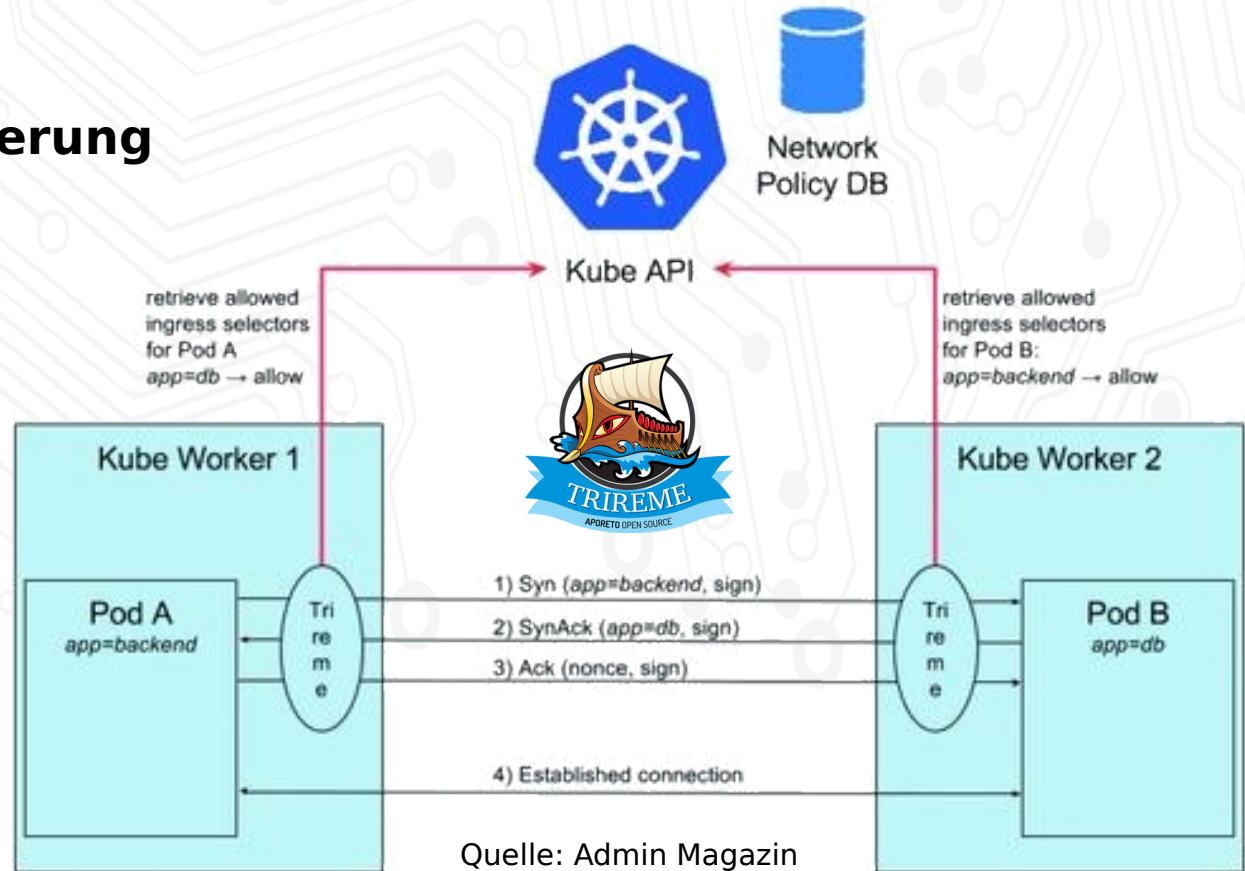 erung
Network
Policy DB
Kube API
retrieve allowed
ingress selectors
for Pod A
app=db → allow
retrieve allowed
ingress selectors
for Pod B:
app=backend → allow
TRIREME
APORETO OPEN SOURCE
Kube Worker 1
Kube Worker 2
Pod A
app=backend
Tri
re
m
e
1) Syn (app=backend, sign)
2) SynAck (app=db, sign)
3) Ack (nonce, sign)
4) Established connection
Tri
re
m
e
Pod B
app=db
Quelle: Admin Magazin